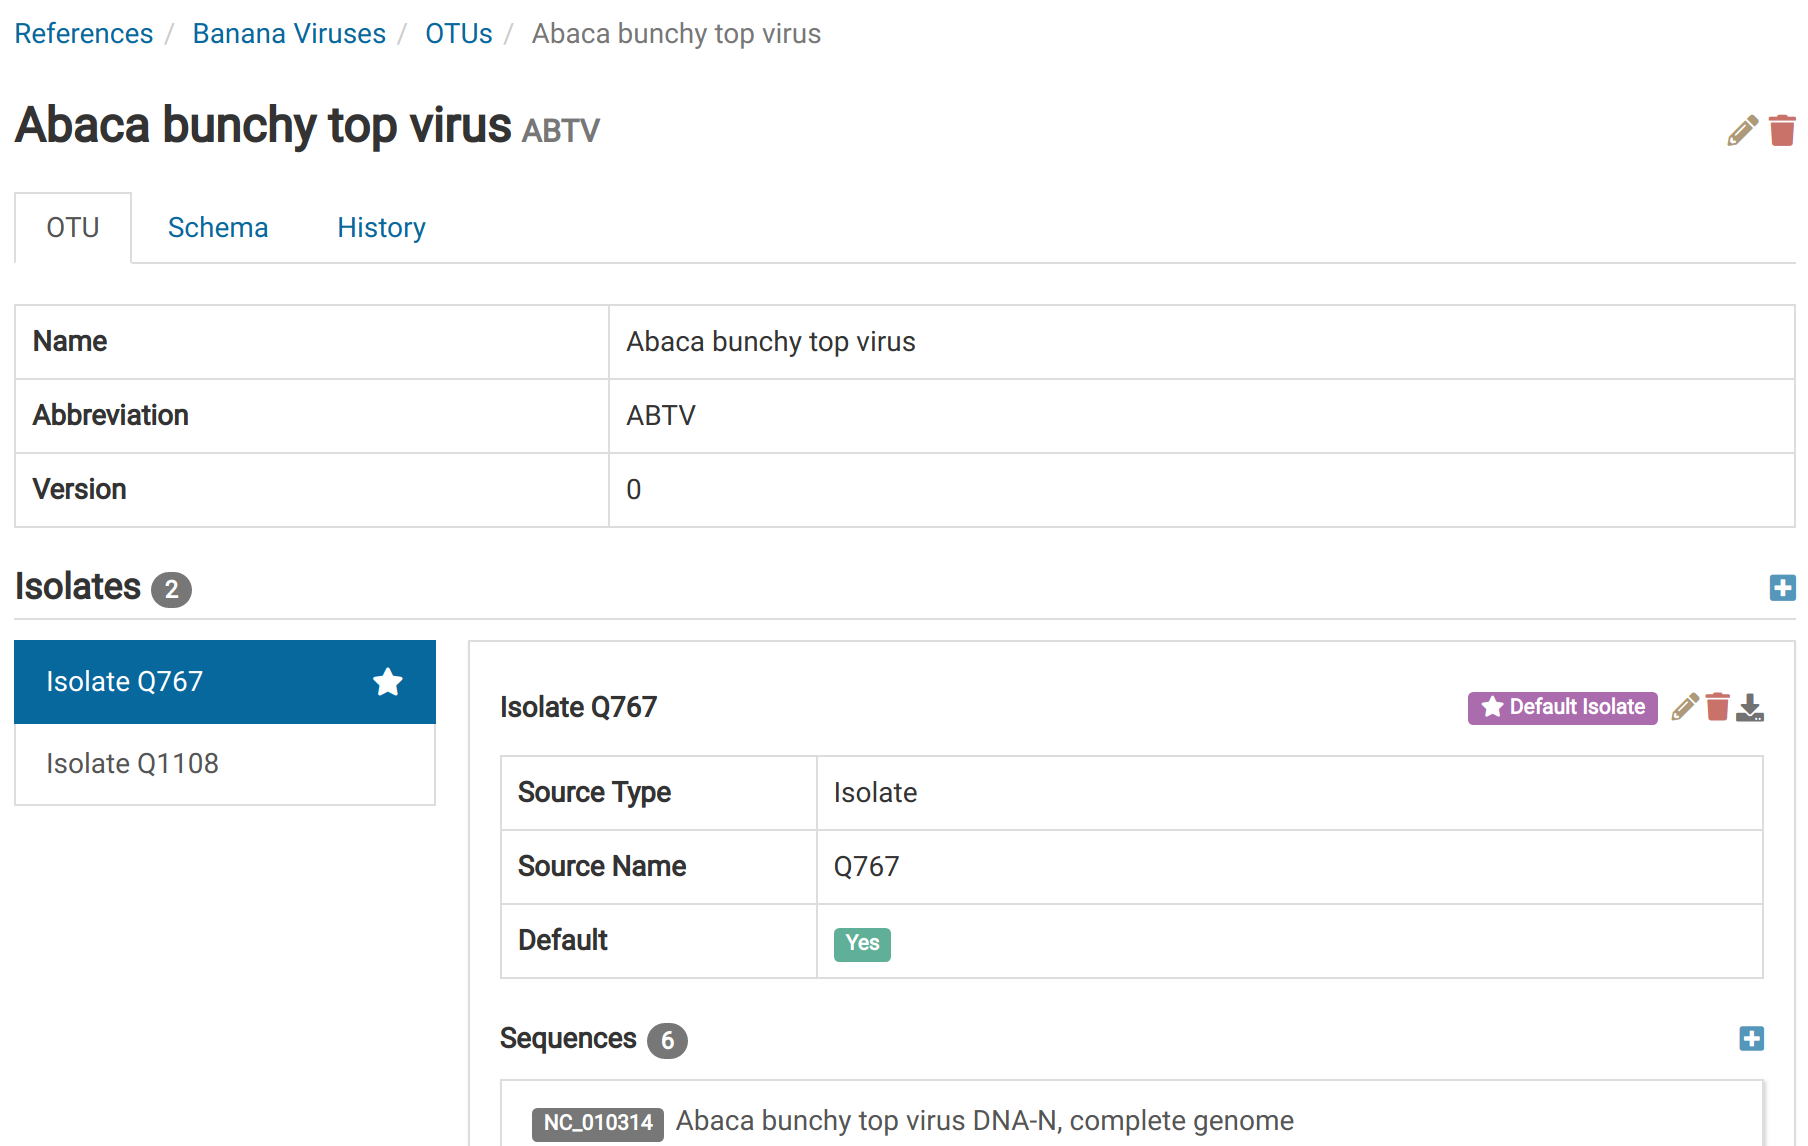 References / Banana Viruses / OTUs / Abaca bunchy top virus
Abaca bunchy top virus ABTV
OTU Schema History
Name Abaca bunchy top virus
Abbreviation ABTV
Version 0
Isolates 2
Isolate Q767
Isolate Q1108
Isolate Q767 Default Isolate
Source Type Isolate
Source Name Q767
Default Yes
Sequences 6
NC_010314 Abaca bunchy top virus DNA-N, complete genome